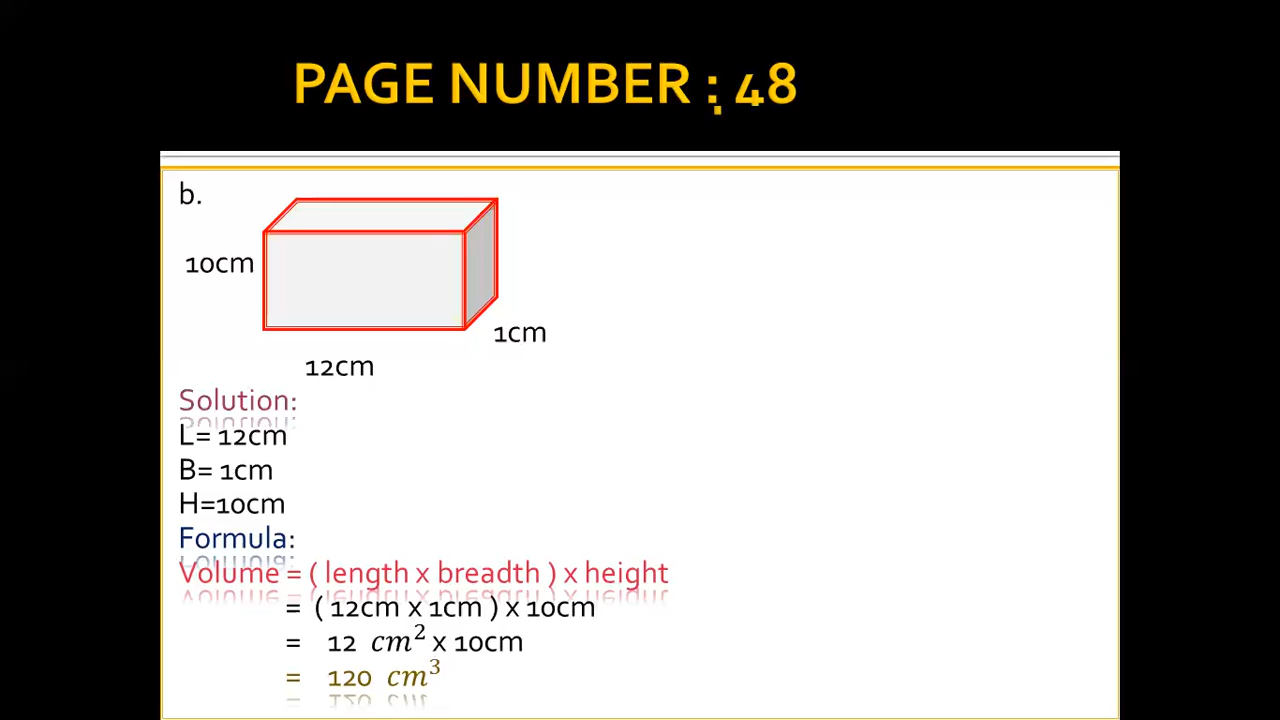 PAGE NUMBER : 48
b.
10cm
1cm
12cm
Solution:
L= 12cm
B= 1cm
H=10cm
Formula:
Volume = ( length x breadth ) x height
= ( 12cm x 1cm ) x 10cm
= 12 cm² x 10cm
= 120 cm³